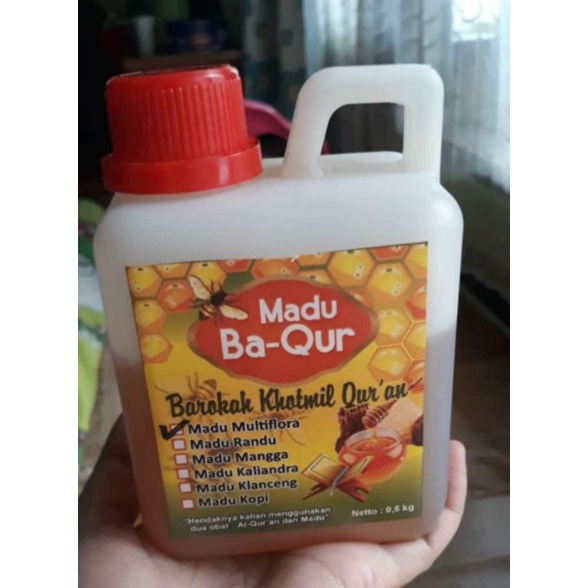 Madu
Ba-Qur
Barokah Khotmil Qur'an
Madu Multiflora
Madu Randu
Madu Mangga
Madu Kaliandra
Madu Klanceng
Madu Kopi
"Hendaknya kalian menggunakan
dua obat : Al-Qur'an dan Madu"
Netto : 0,5 kg